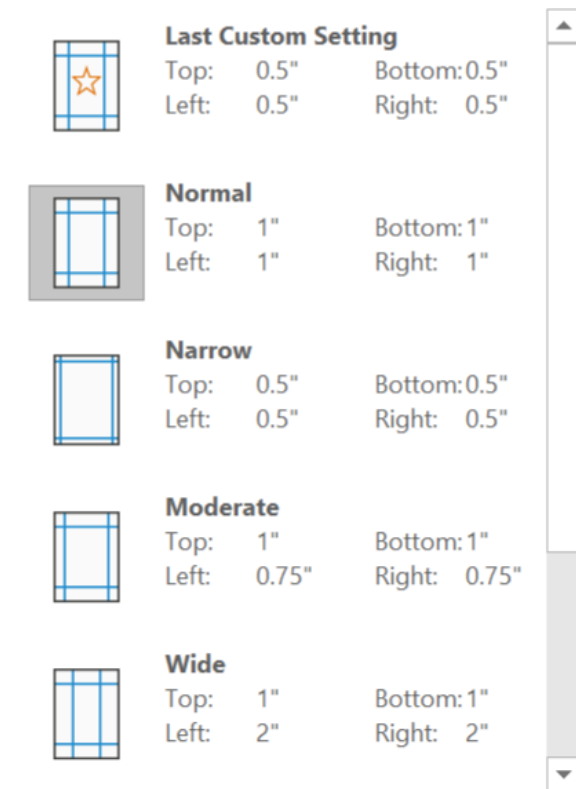 Last Custom Setting
Top: 0.5" Bottom: 0.5"
Left: 0.5" Right: 0.5"
Normal
Top: 1" Bottom: 1"
Left: 1" Right: 1"
Narrow
Top: 0.5" Bottom: 0.5"
Left: 0.5" Right: 0.5"
Moderate
Top: 1" Bottom: 1"
Left: 0.75" Right: 0.75"
Wide
Top: 1" Bottom: 1"
Left: 2" Right: 2"